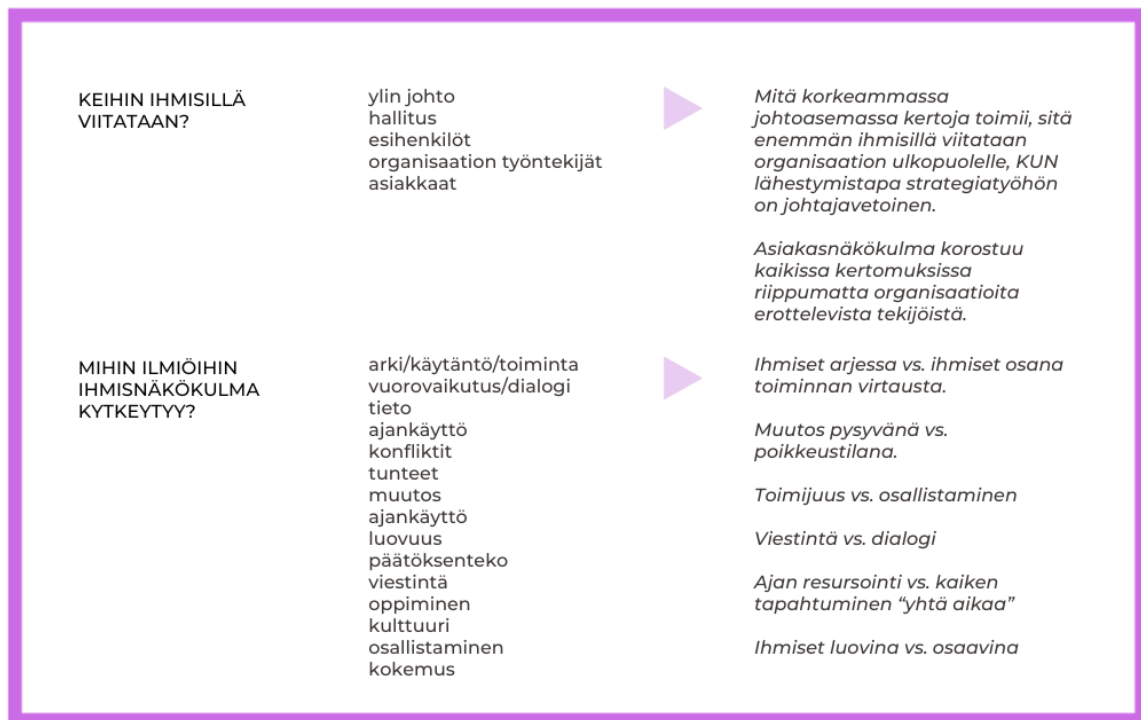 KEIHIN IHMISILLÄ
VIITATAAN?
ylin johto
hallitus
esihenkilöt
organisaation työntekijät
asiakkaat
Mitä korkeammassa
johtoasemassa kertoja toimii, sitä
enemmän ihmisillä viitataan
organisaation ulkopuolelle, KUN
lähestymistapa strategiatyöhön
on johtajavetoinen.
Asiakasnäkökulma korostuu
kaikissa kertomuksissa
riippumatta organisaatioita
erottelevista tekijöistä.
MIHIN ILMIÖIHIN
IHMISNÄKÖKULMA
KYTKEYTYY?
arki/käytäntö/toiminta
vuorovaikutus/dialogi
tieto
ajankäyttö
konfliktit
tunteet
muutos
ajankäyttö
luovuus
päätöksenteko
viestintä
oppiminen
kulttuuri
osallistaminen
kokemus
Ihmiset arjessa vs. ihmiset osana
toiminnan virtausta.
Muutos pysyvänä vs.
poikkeustilana.
Toimijuus vs. osallistaminen
Viestintä vs. dialogi
Ajan resursointi vs. kaiken
tapahtuminen “yhtä aikaa”
Ihmiset luovina vs. osaavina